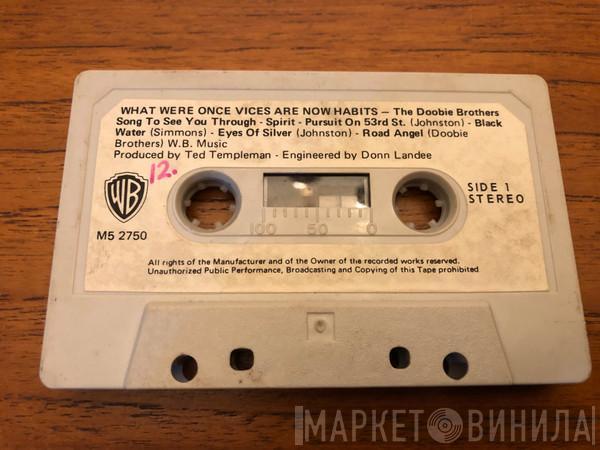 WHAT WERE ONCE VICES ARE NOW HABITS – The Doobie Brothers
Song To See You Through - Spirit - Pursuit On 53rd St. (Johnston) - Black
Water (Simmons) - Eyes Of Silver (Johnston) - Road Angel (Doobie
Brothers) W.B. Music
Produced by Ted Templeman - Engineered by Donn Landee
12.
WB
M5 2750
SIDE 1
STEREO
100 50 0
All rights of the Manufacturer and of the Owner of the recorded works reserved.
Unauthorized Public Performance, Broadcasting and Copying of this Tape prohibited
МАРКЕТ ВИНИЛА